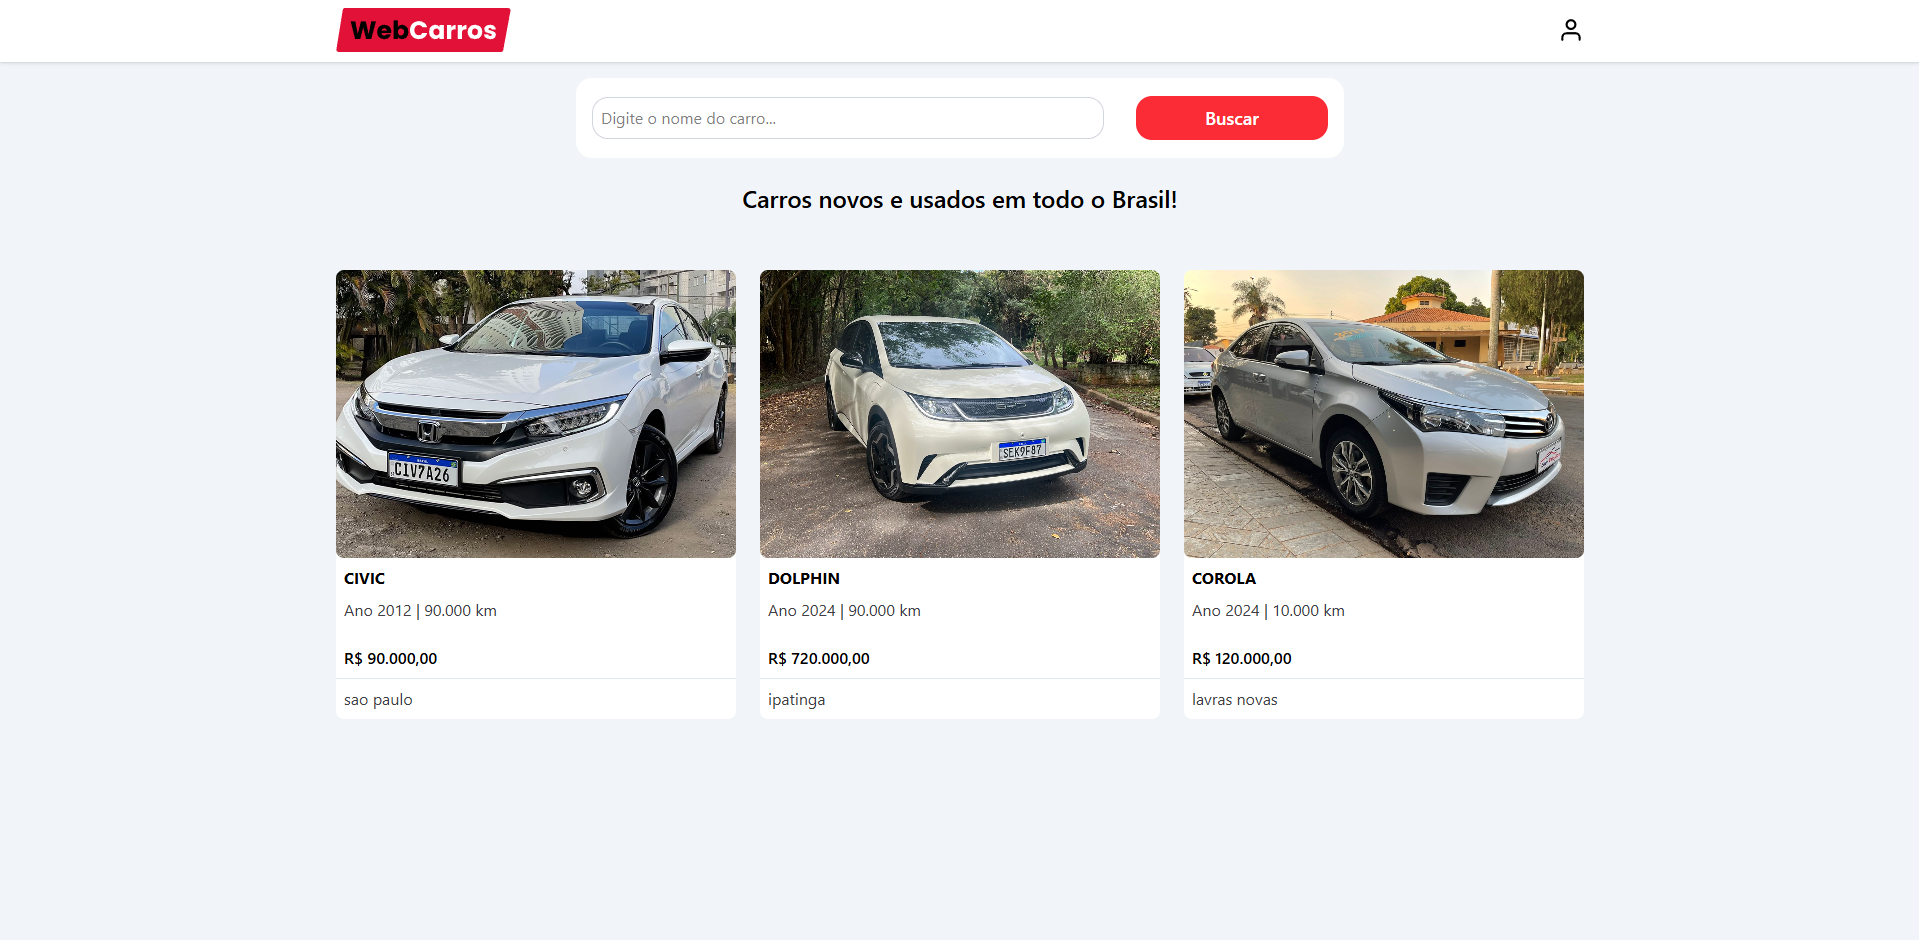 WebCarros
Digite o nome do carro...
Buscar
Carros novos e usados em todo o Brasil!
CIV7A26
SEK9F87
CIVIC
Ano 2012 | 90.000 km
R$ 90.000,00
sao paulo
DOLPHIN
Ano 2024 | 90.000 km
R$ 720.000,00
ipatinga
COROLA
Ano 2024 | 10.000 km
R$ 120.000,00
lavras novas